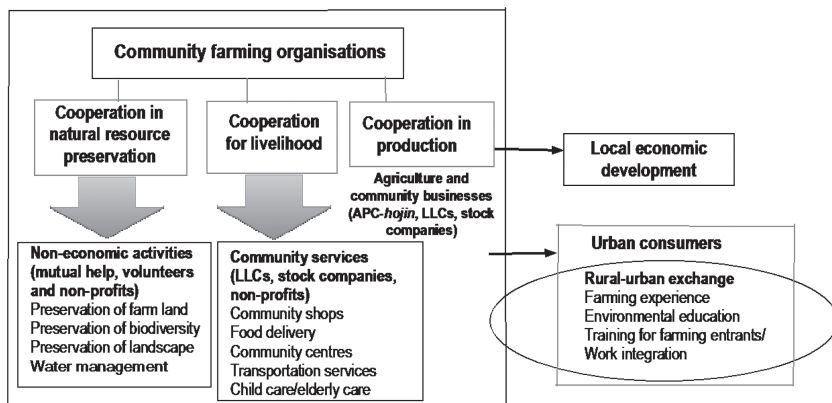 Community farming organisations
Cooperation in
natural resource
preservation
Cooperation
for livelihood
Cooperation in
production
Agriculture and
community businesses
(APC-hojin, LLCs, stock
companies)
Local economic
development
Non-economic activities
(mutual help, volunteers
and non-profits)
Preservation of farm land
Preservation of biodiversity
Preservation of landscape
Water management
Community services
(LLCs, stock companies,
non-profits)
Community shops
Food delivery
Community centres
Transportation services
Child care/elderly care
Urban consumers
Rural-urban exchange
Farming experience
Environmental education
Training for farming entrants/
Work integration